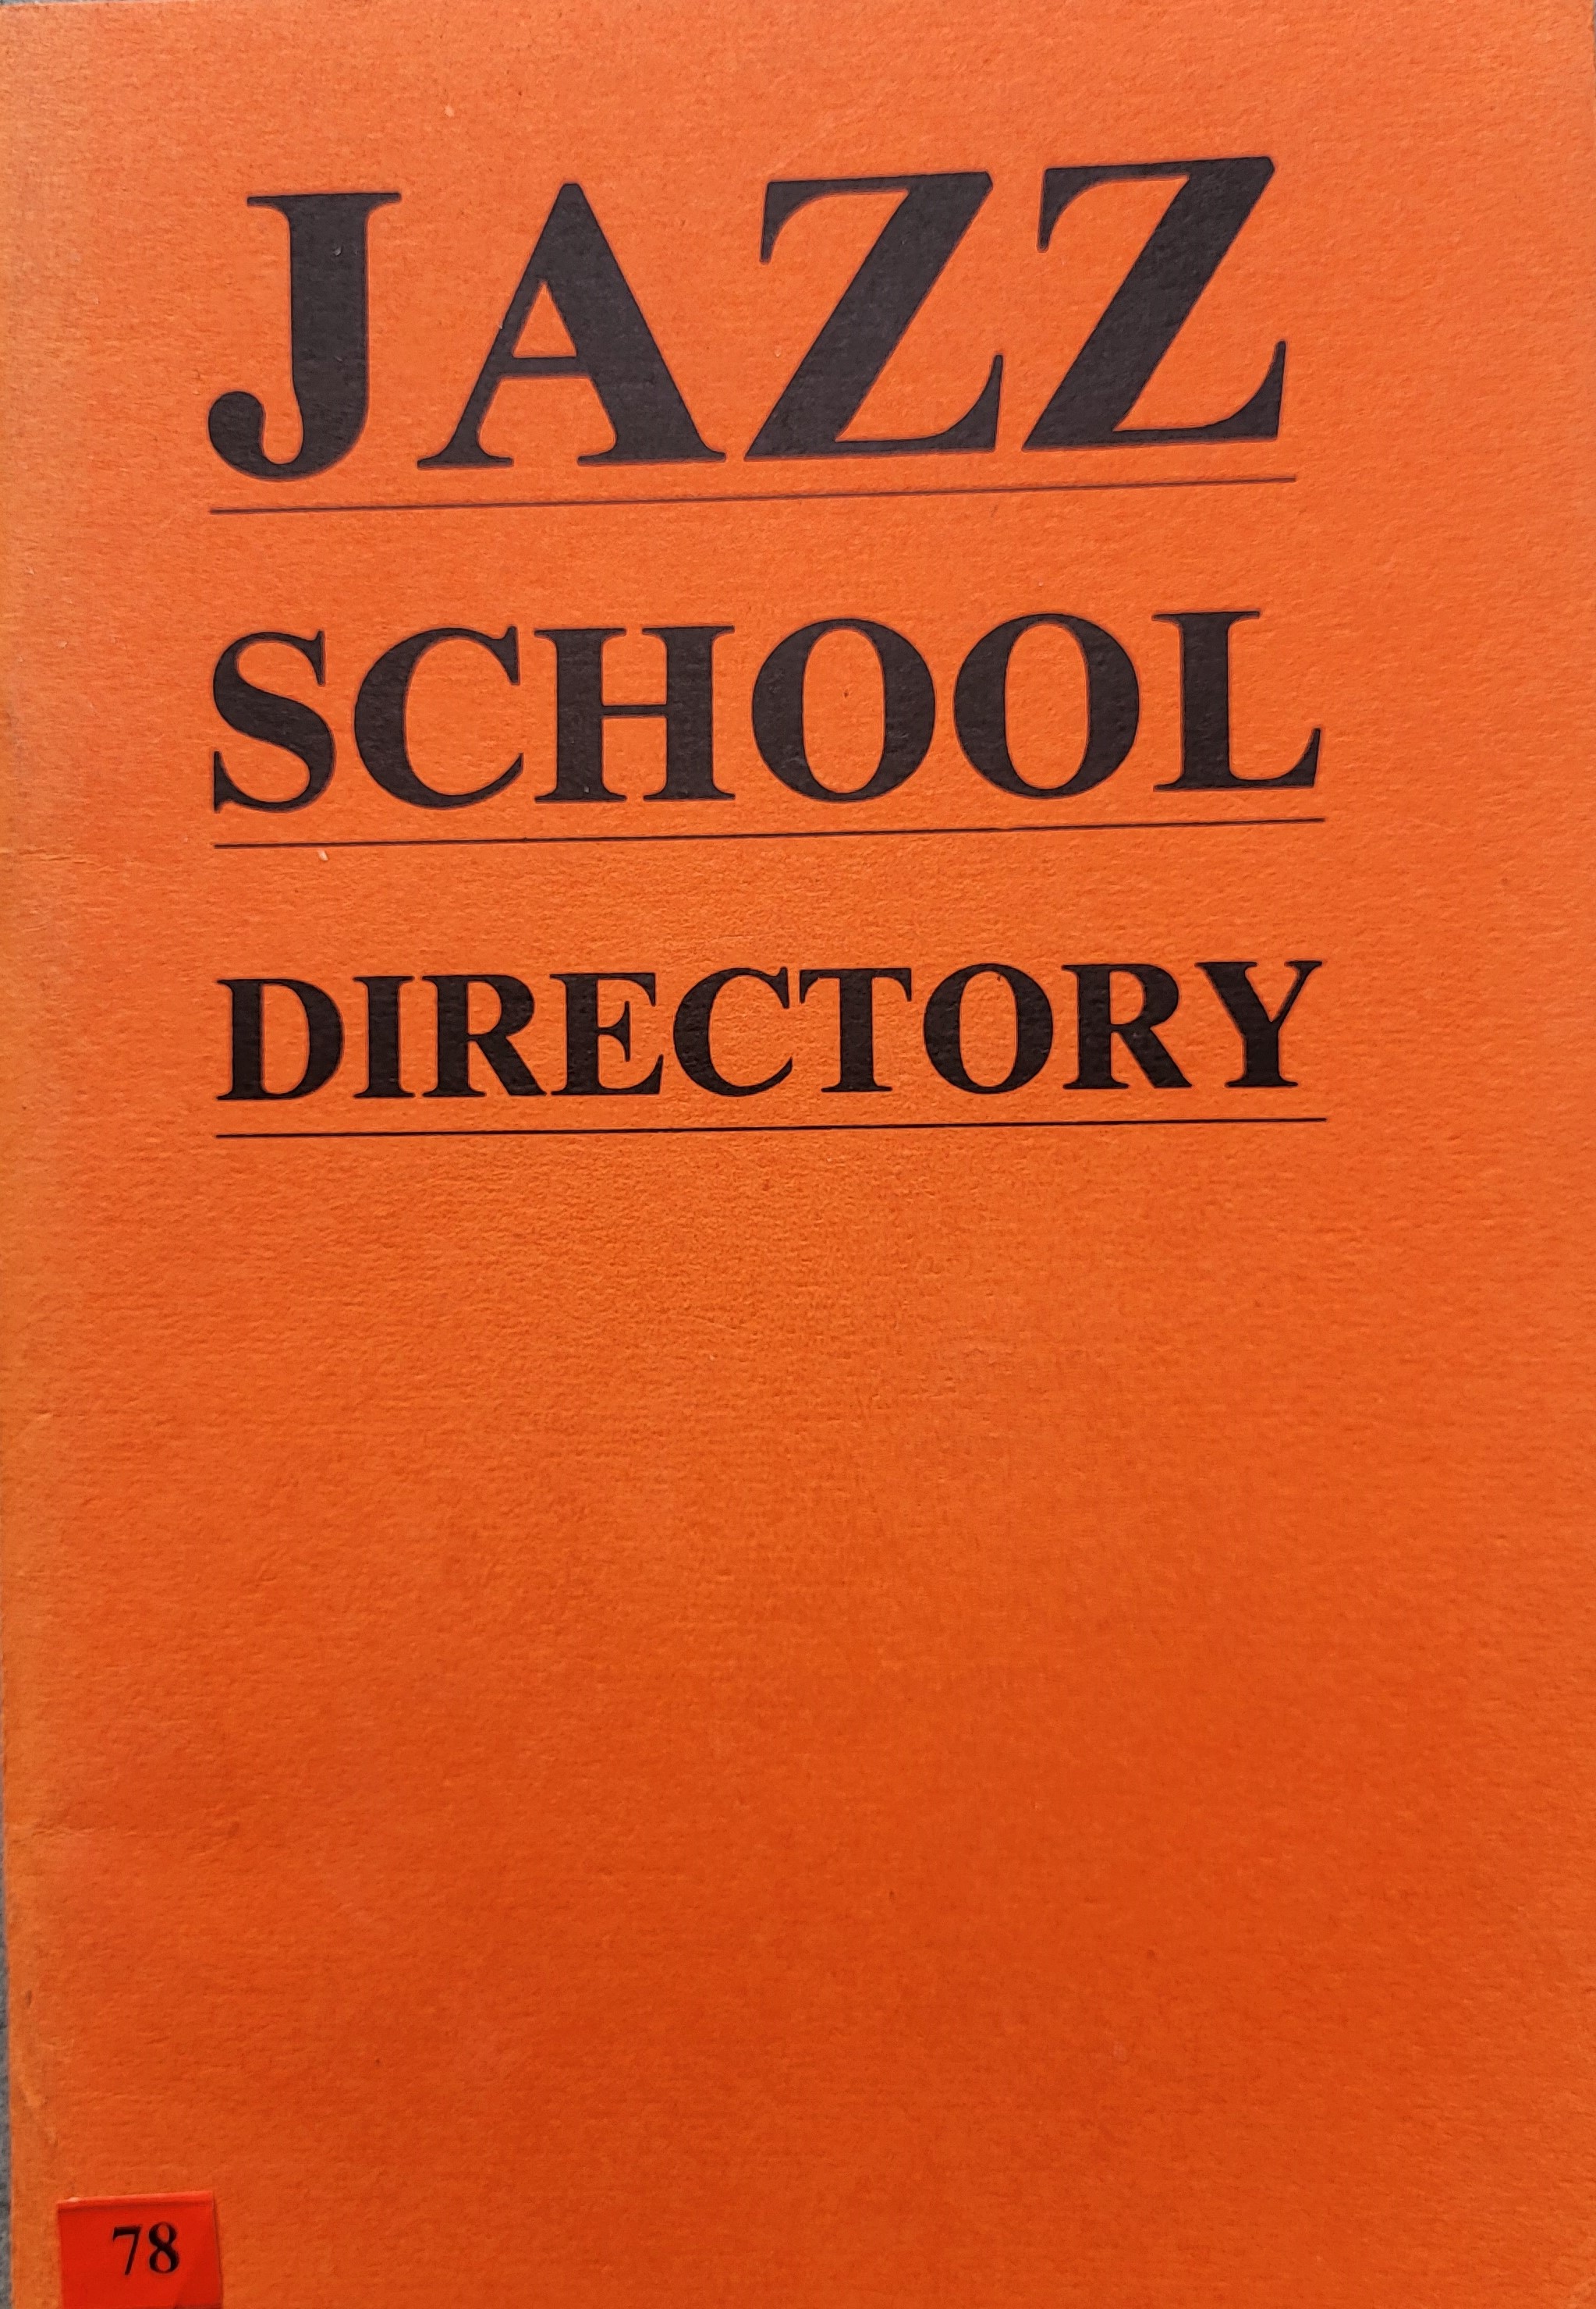 JAZZ
SCHOOL
DIRECTORY
78